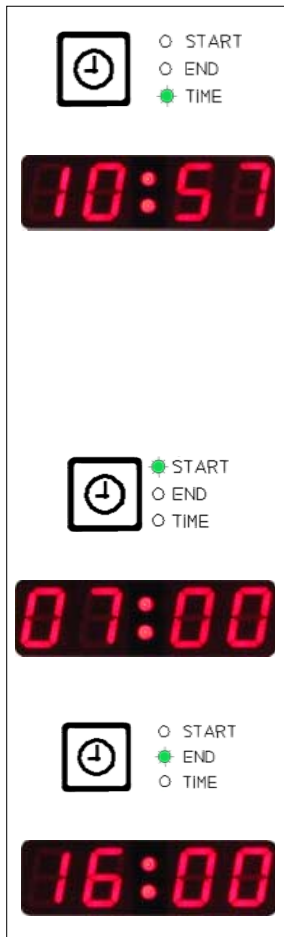 START
END
TIME
10:57
START
END
TIME
07:00
START
END
TIME
16:00